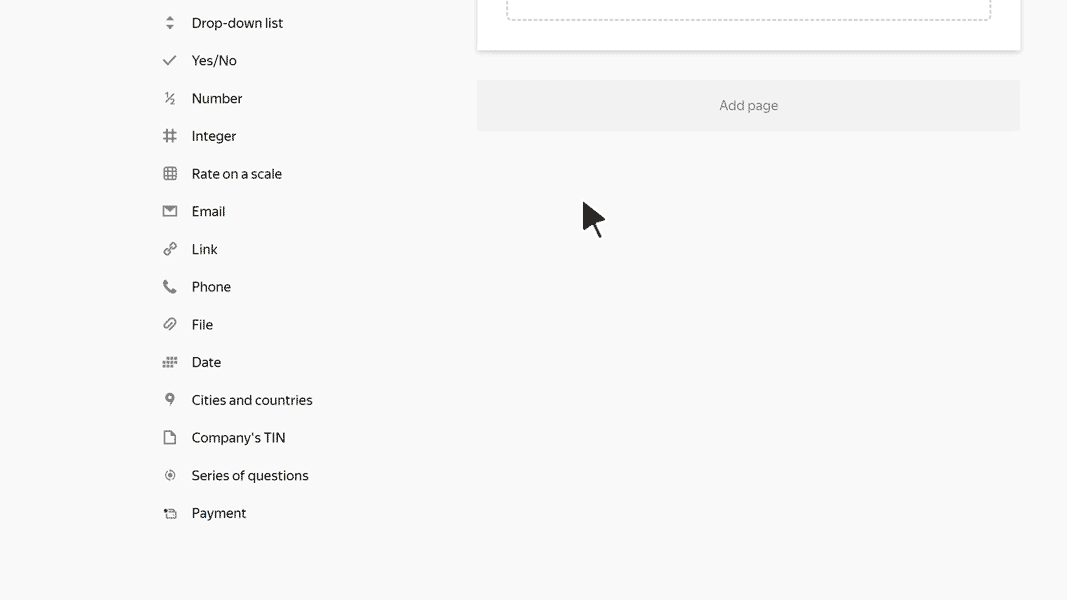 Drop-down list
Yes/No
Number
Integer
Rate on a scale
Email
Link
Phone
File
Date
Cities and countries
Company's TIN
Series of questions
Payment
Add page